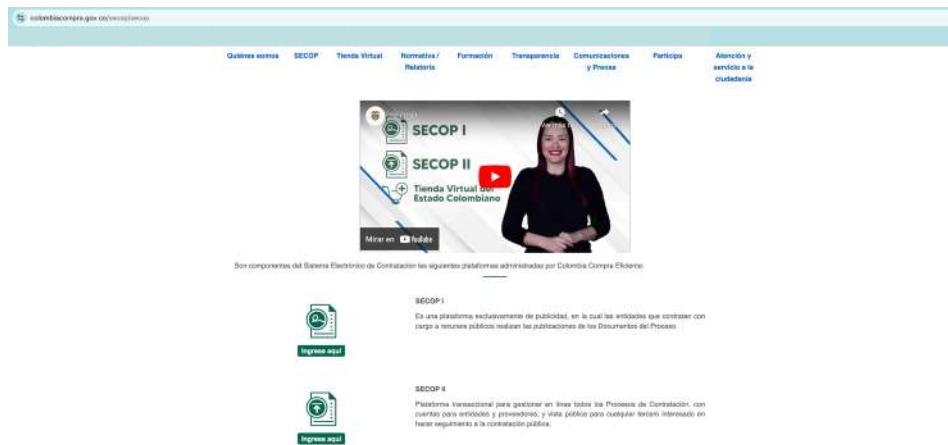 colombiacompra.gov.co/secop/secop
Quiénes somos
SECOP
Tienda Virtual
Normativa /
Relatoría
Formación
Transparencia
Comunicaciones
y Prensa
Participa
Atención y
servicio a la
ciudadanía
SECOP I
SECOP II
Tienda Virtual del
Estado Colombiano
Mirar en YouTube
Son componentes del Sistema Electrónico de Contratación las siguientes plataformas administradas por Colombia Compra Eficiente:
SECOP I
Es una plataforma exclusivamente de publicidad, en la cual las entidades que contratan con
cargo a recursos públicos realizan las publicaciones de los Documentos del Proceso
Ingrese aquí
SECOP II
Plataforma transaccional para gestionar en línea todos los Procesos de Contratación, con
cuentas para entidades y proveedores; y vista pública para cualquier tercero interesado en
hacer seguimiento a la contratación pública.
Ingrese aquí